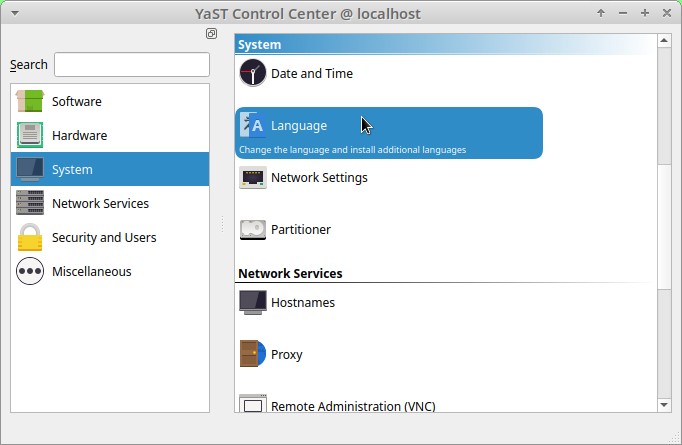 YaST Control Center @ localhost
Search
Software
Hardware
System
Network Services
Security and Users
Miscellaneous
System
Date and Time
Language
Change the language and install additional languages
Network Settings
Partitioner
Network Services
Hostnames
Proxy
Remote Administration (VNC)